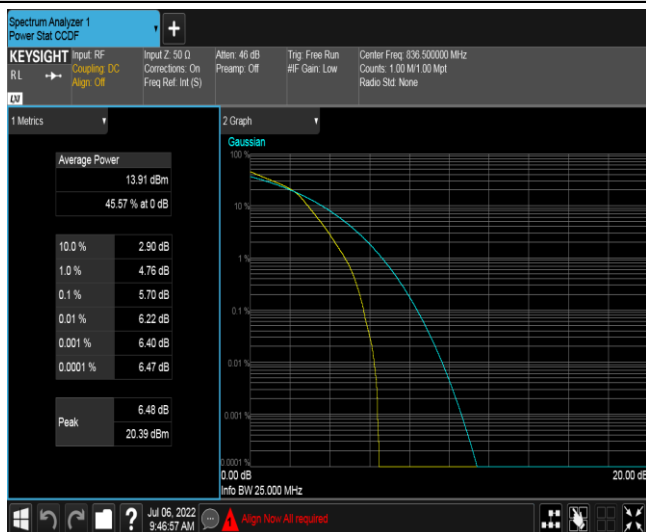 Spectrum Analyzer 1
Power Stat CCDF
+
KEYSIGHT
RL
LXI
Input: RF
Coupling: DC
Align: Off
Input Z: 50 Ω
Corrections: On
Freq Ref: Int (S)
Atten: 46 dB
Preamp: Off
Trig: Free Run
#IF Gain: Low
Center Freq: 836.500000 MHz
Counts: 1.00 M/1.00 Mpt
Radio Std: None
1 Metrics
Average Power
13.91 dBm
45.57 % at 0 dB
10.0 % 2.90 dB
1.0 % 4.76 dB
0.1 % 5.70 dB
0.01 % 6.22 dB
0.001 % 6.40 dB
0.0001 % 6.47 dB
Peak 6.48 dB
20.39 dBm
2 Graph
Gaussian
100 %
10 %
1 %
0.1 %
0.01 %
0.001 %
0.0001 %
0.00 dB 20.00 dB
Info BW 25.000 MHz
?
Jul 06, 2022
9:46:57 AM
Align Now All required